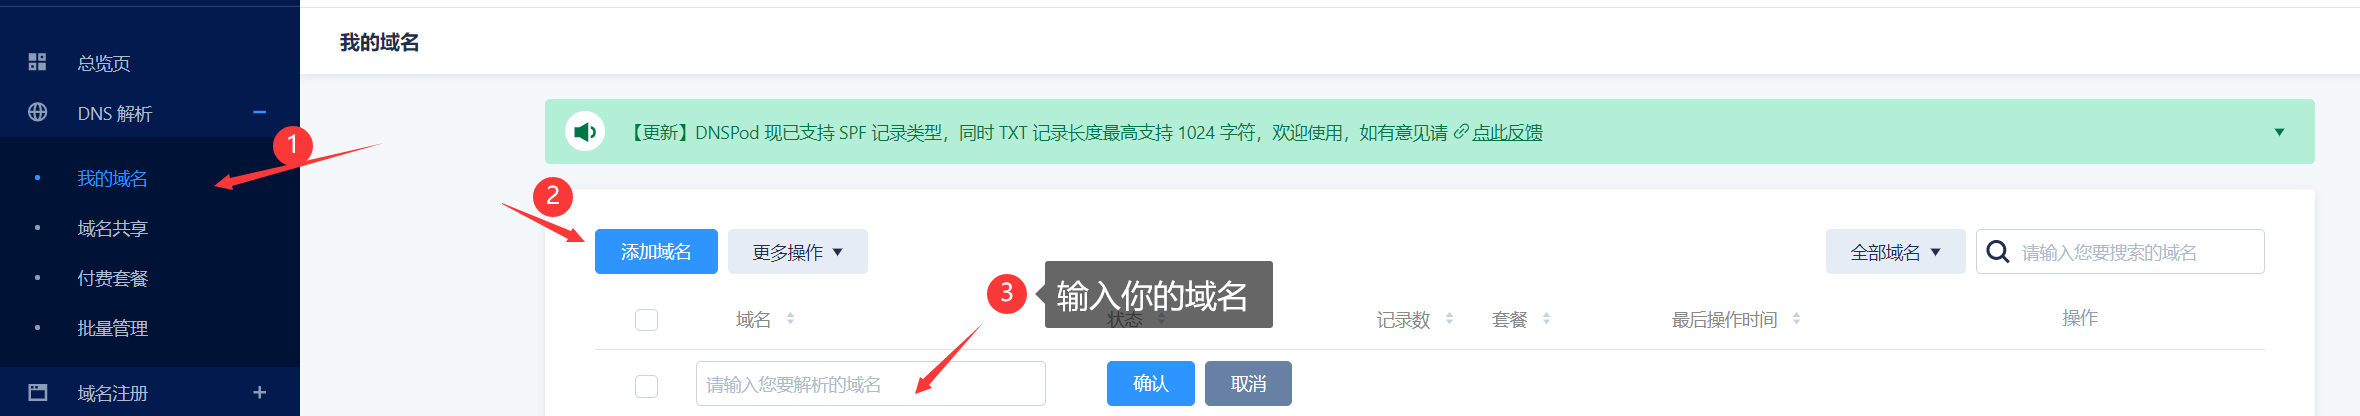 我的域名
总览页
DNS 解析
1
我的域名
域名共享
付费套餐
批量管理
域名注册
【更新】DNSPod 现已支持 SPF 记录类型，同时 TXT 记录长度最高支持 1024 字符，欢迎使用，如有意见请 点此反馈
2
添加域名 更多操作
全部域名 请输入您要搜索的域名
3 输入你的域名
域名 状态 记录数 套餐 最后操作时间 操作
请输入您要解析的域名 确认 取消